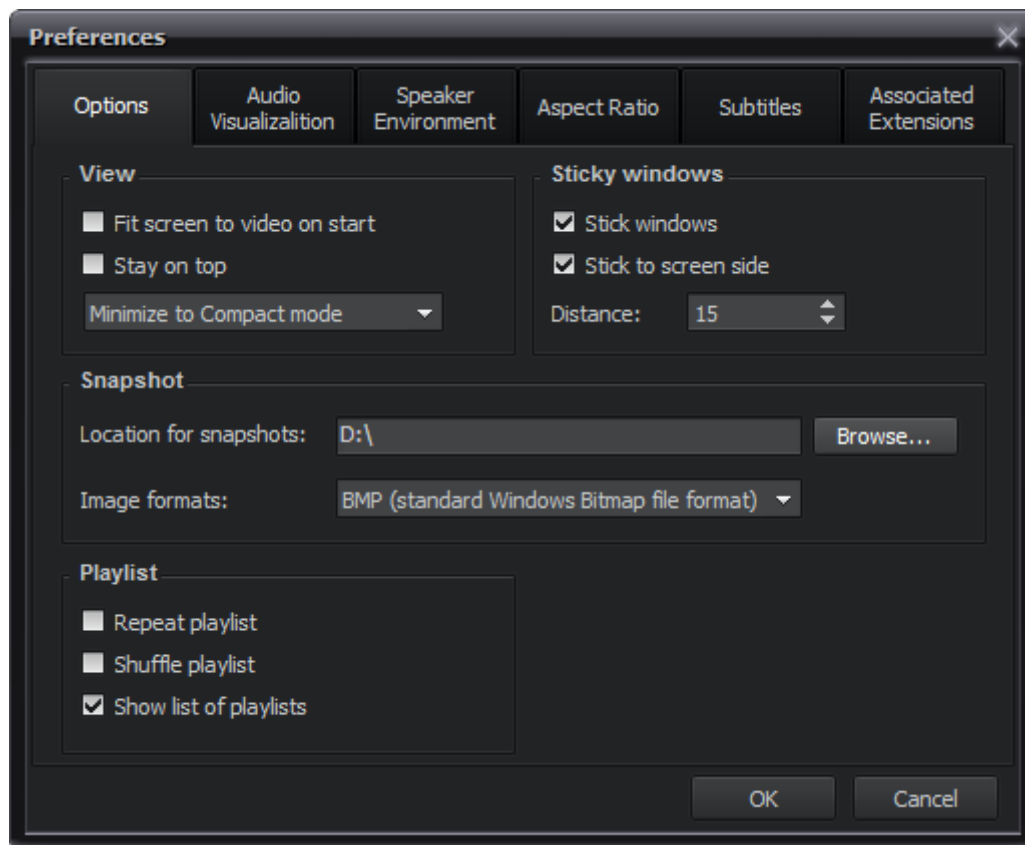 Preferences
Options
Audio
Visualizalition
Speaker
Environment
Aspect Ratio
Subtitles
Associated
Extensions
View
Fit screen to video on start
Stay on top
Minimize to Compact mode
Sticky windows
Stick windows
Stick to screen side
Distance: 15
Snapshot
Location for snapshots: D:\ Browse...
Image formats: BMP (standard Windows Bitmap file format)
Playlist
Repeat playlist
Shuffle playlist
Show list of playlists
OK Cancel